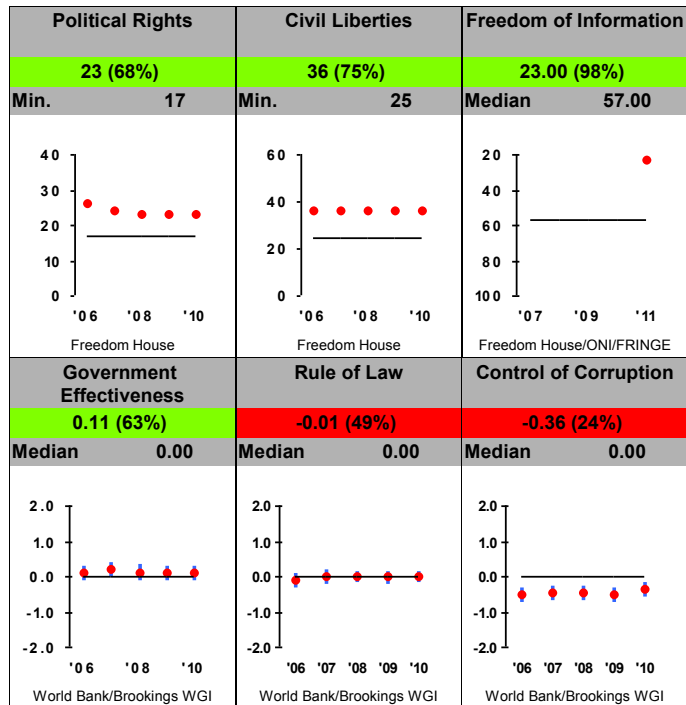 Political Rights
23 (68%)
Min. 17
40
30
20
10
0
'06 '08 '10
Freedom House
Civil Liberties
36 (75%)
Min. 25
60
40
20
0
'06 '08 '10
Freedom House
Freedom of Information
23.00 (98%)
Median 57.00
20
40
60
80
100
'07 '09 '11
Freedom House/ONI/FRINGE
Government
Effectiveness
0.11 (63%)
Median 0.00
2.0
1.0
0.0
-1.0
-2.0
'06 '08 '10
World Bank/Brookings WGI
Rule of Law
-0.01 (49%)
Median 0.00
2.0
1.0
0.0
-1.0
-2.0
'06 '07 '08 '09 '10
World Bank/Brookings WGI
Control of Corruption
-0.36 (24%)
Median 0.00
2.0
1.0
0.0
-1.0
-2.0
'06 '07 '08 '09 '10
World Bank/Brookings WGI